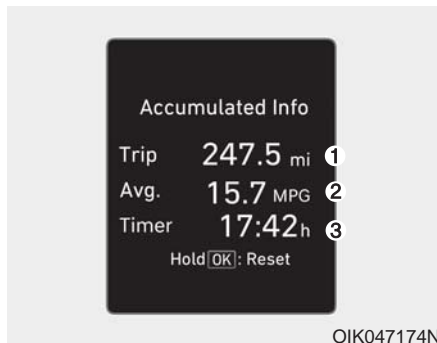 Accumulated Info
Trip 247.5 mi ①
Avg. 15.7 MPG ②
Timer 17:42h ③
Hold OK : Reset
OIK047174N